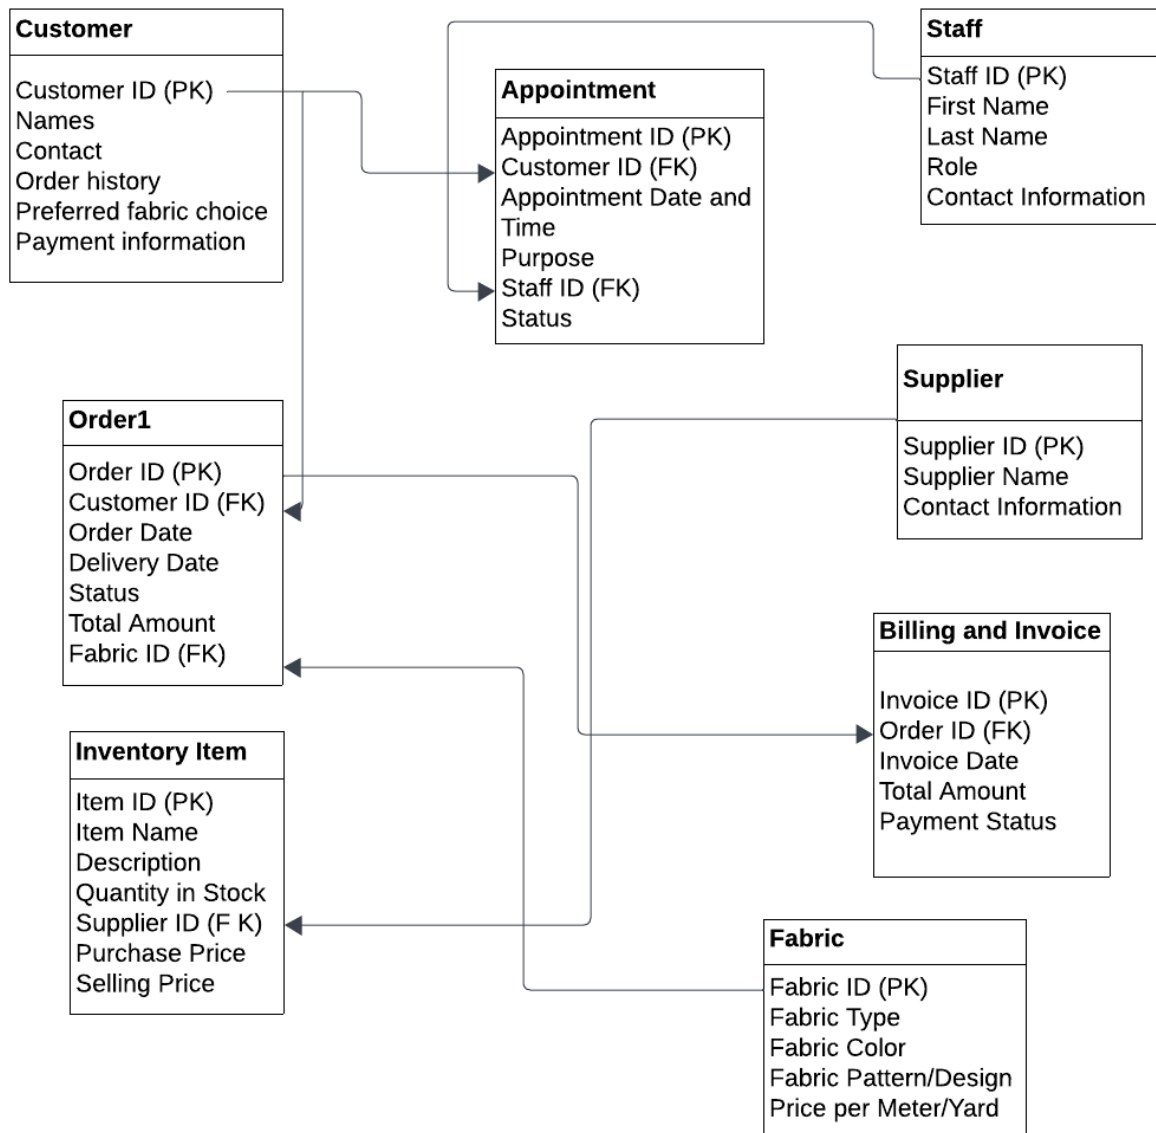 Customer
Customer ID (PK)
Names
Contact
Order history
Preferred fabric choice
Payment information
Appointment
Appointment ID (PK)
Customer ID (FK)
Appointment Date and
Time
Purpose
Staff ID (FK)
Status
Staff
Staff ID (PK)
First Name
Last Name
Role
Contact Information
Order1
Order ID (PK)
Customer ID (FK)
Order Date
Delivery Date
Status
Total Amount
Fabric ID (FK)
Supplier
Supplier ID (PK)
Supplier Name
Contact Information
Billing and Invoice
Invoice ID (PK)
Order ID (FK)
Invoice Date
Total Amount
Payment Status
Inventory Item
Item ID (PK)
Item Name
Description
Quantity in Stock
Supplier ID (F K)
Purchase Price
Selling Price
Fabric
Fabric ID (PK)
Fabric Type
Fabric Color
Fabric Pattern/Design
Price per Meter/Yard